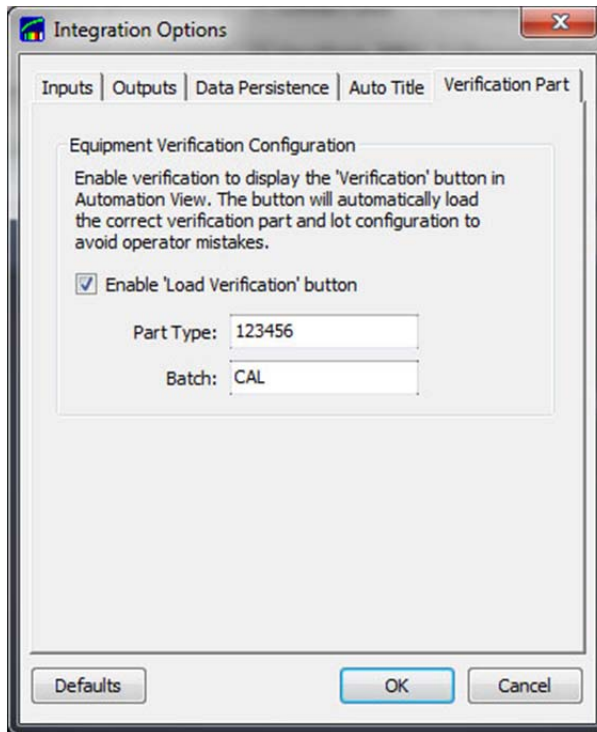 Integration Options
Inputs Outputs Data Persistence Auto Title Verification Part
Equipment Verification Configuration
Enable verification to display the 'Verification' button in
Automation View. The button will automatically load
the correct verification part and lot configuration to
avoid operator mistakes.
Enable 'Load Verification' button
Part Type: 123456
Batch: CAL
Defaults OK Cancel